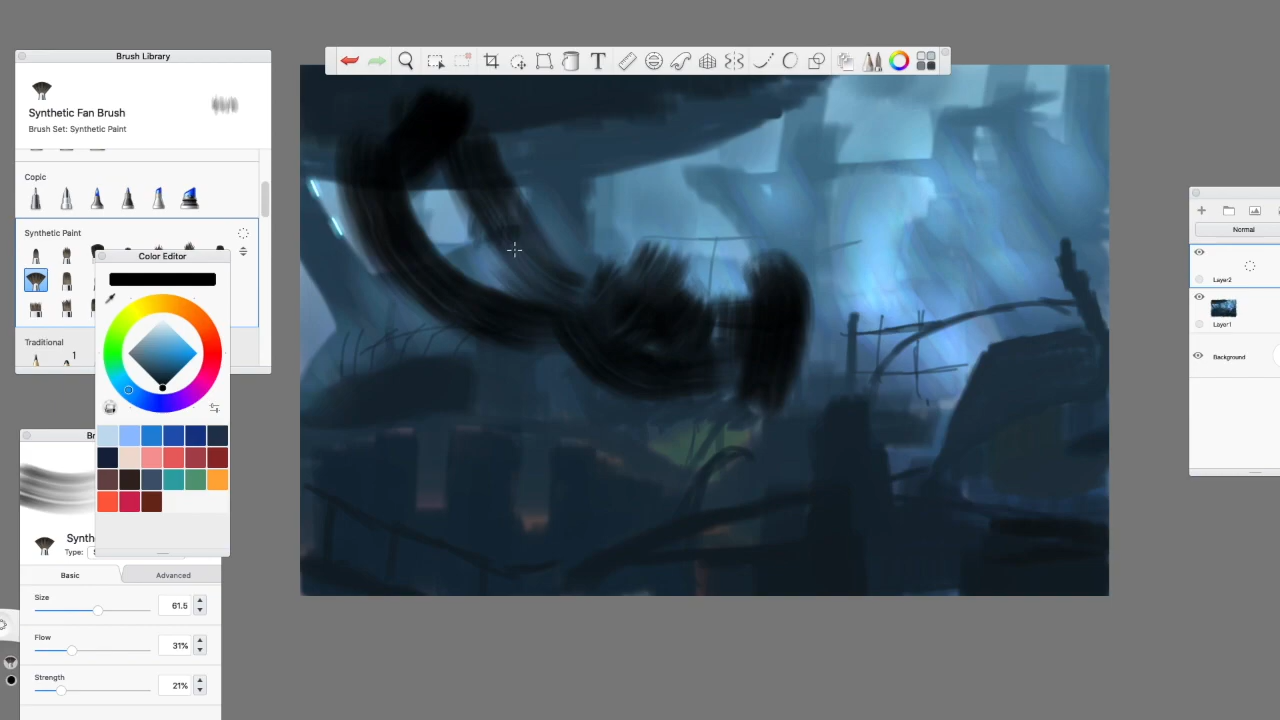 Brush Library
Synthetic Fan Brush
Brush Set: Synthetic Paint
Copic
Synthetic Paint
Color Editor
Traditional
1
Normal
Layer2
Layer1
Background
Type:
Basic
Advanced
Size
61.5
Flow
31%
Strength
21%